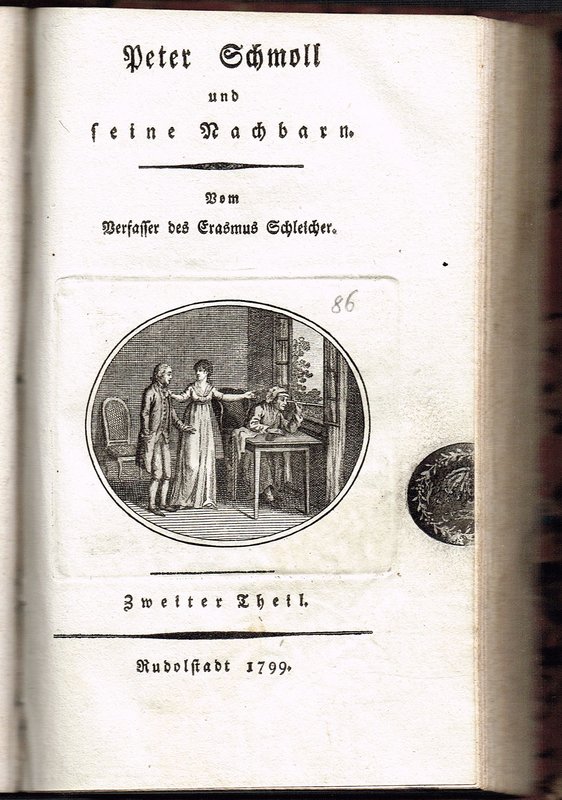 Peter Schmoll
und
seine Nachbarn.
Vom
Verfasser des Erasmus Schleicher.
86
Zweiter Theil.
Rudolstadt 1799.